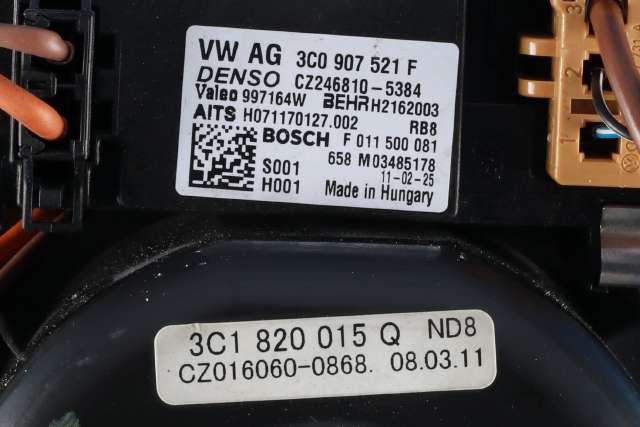 VW AG 3C0 907 521 F
DENSO CZ246810-5384
Valeo 997164W BEHR H2162003
AITS H071170127.002 RB8
BOSCH F 011 500 081
658 M03485178
S001 11-02-25
H001 Made in Hungary
3C1 820 015 Q ND8
CZ016060-0868. 08.03.11